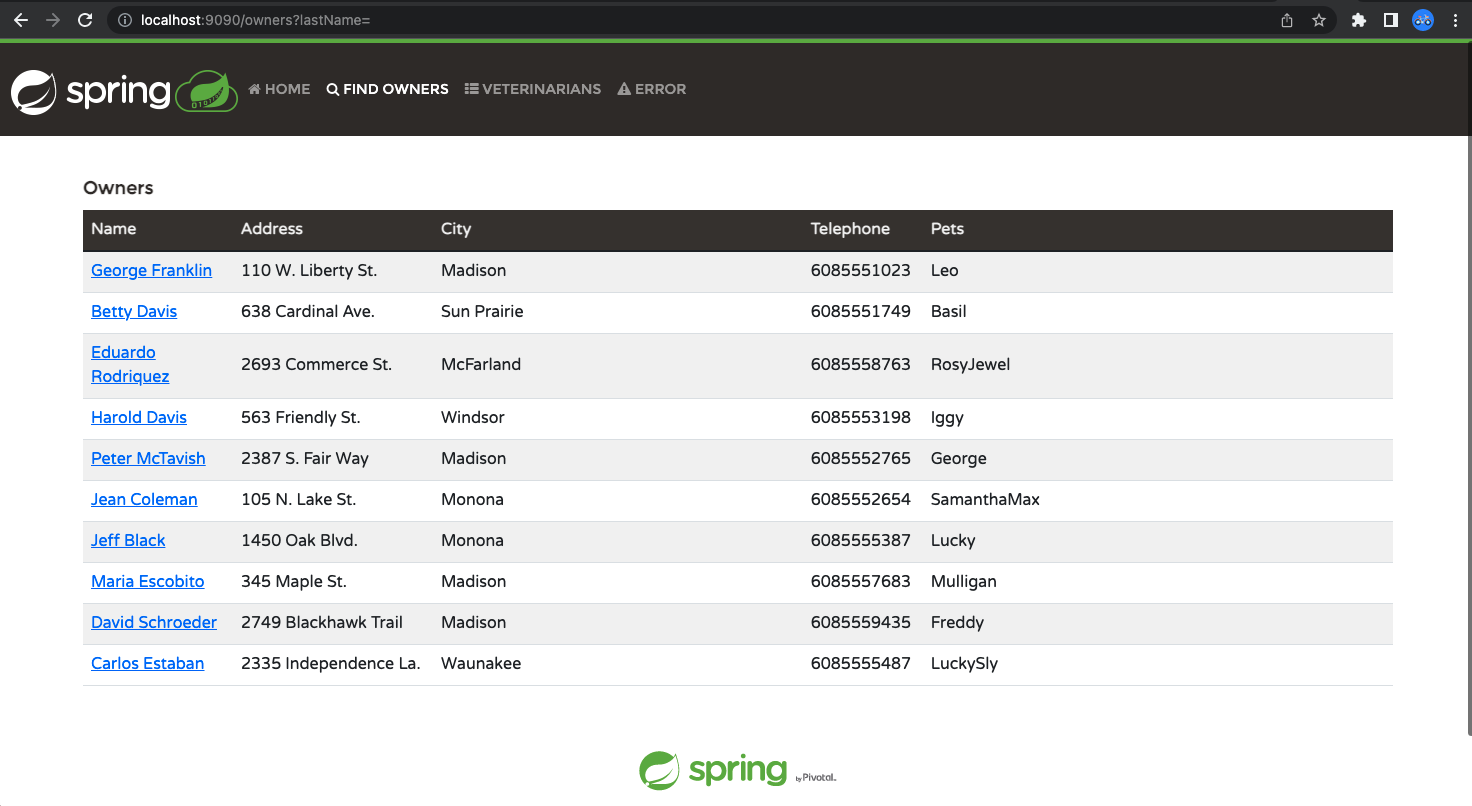 localhost:9090/owners?lastName=
spring HOME FIND OWNERS VETERINARIANS ERROR
Owners
Name Address City Telephone Pets
George Franklin 110 W. Liberty St. Madison 6085551023 Leo
Betty Davis 638 Cardinal Ave. Sun Prairie 6085551749 Basil
Eduardo
Rodriquez 2693 Commerce St. McFarland 6085558763 RosyJewel
Harold Davis 563 Friendly St. Windsor 6085553198 Iggy
Peter McTavish 2387 S. Fair Way Madison 6085552765 George
Jean Coleman 105 N. Lake St. Monona 6085552654 SamanthaMax
Jeff Black 1450 Oak Blvd. Monona 6085555387 Lucky
Maria Escobito 345 Maple St. Madison 6085557683 Mulligan
David Schroeder 2749 Blackhawk Trail Madison 6085559435 Freddy
Carlos Estaban 2335 Independence La. Waunakee 6085555487 LuckySly
spring by Pivotal.